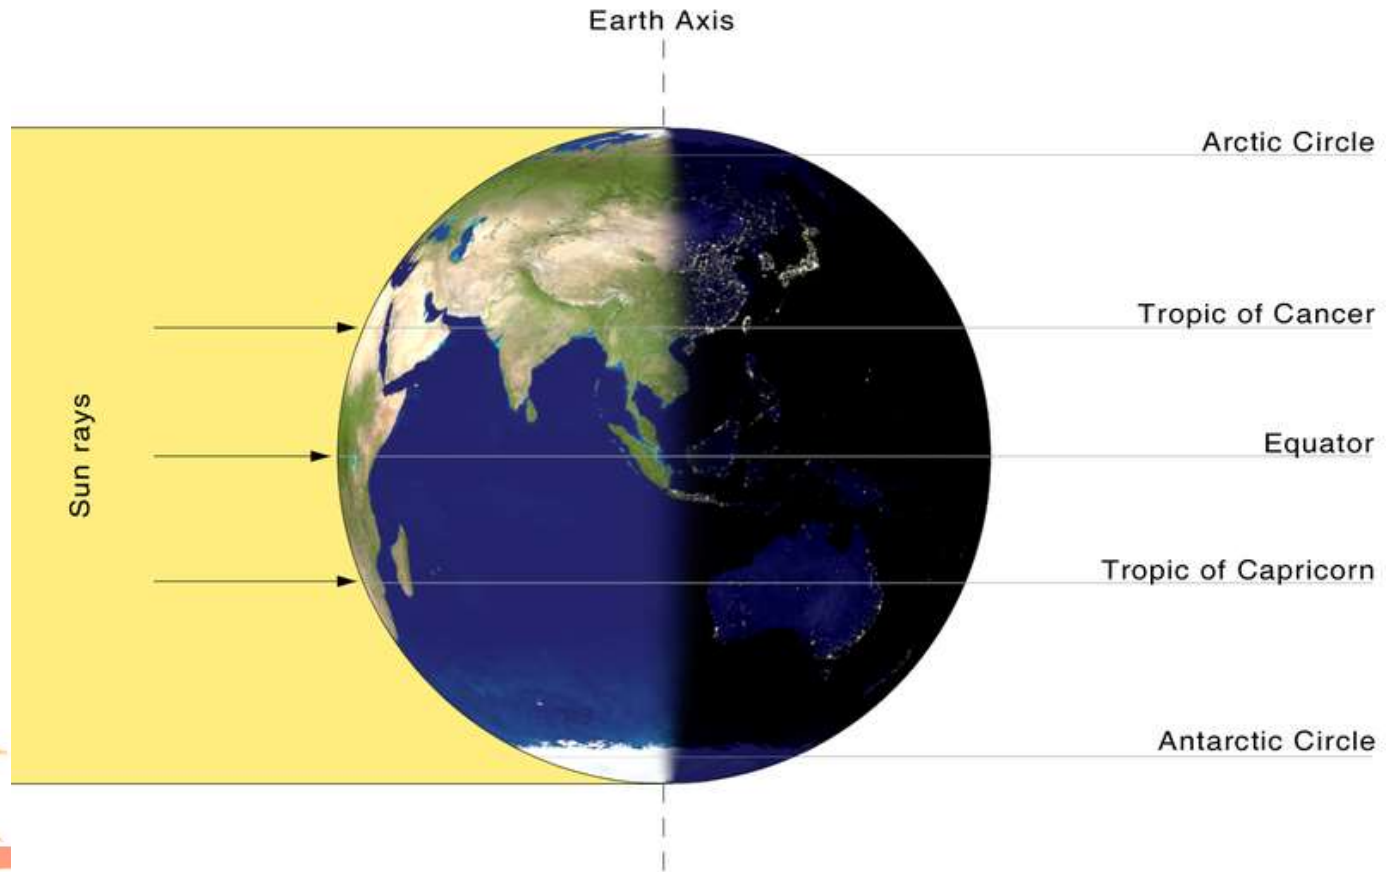 Earth Axis
Arctic Circle
Tropic of Cancer
Sun rays
Equator
Tropic of Capricorn
Antarctic Circle